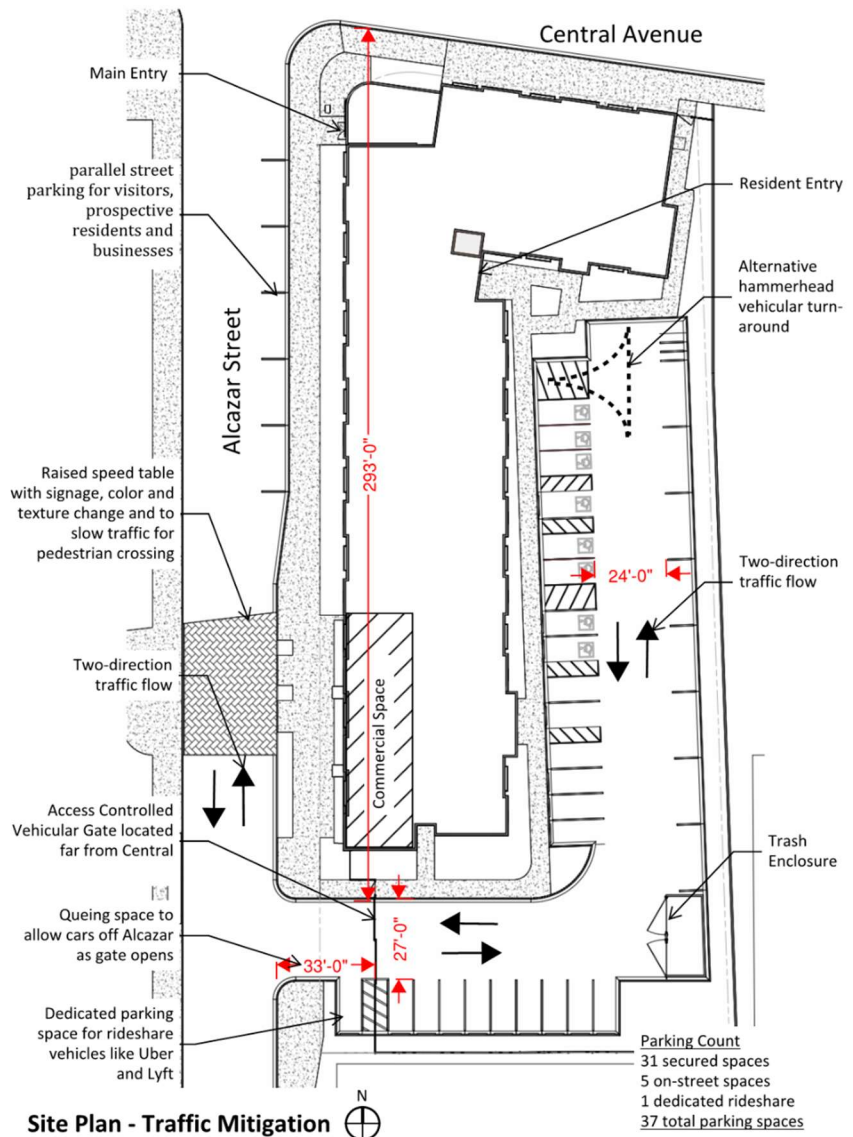 Central Avenue
Main Entry
parallel street
parking for visitors,
prospective
residents and
businesses
Resident Entry
Alternative
hammerhead
vehicular turn-
around
Alcazar Street
293'-0"
Raised speed table
with signage, color and
texture change and to
slow traffic for
pedestrian crossing
24'-0"
Two-direction
traffic flow
Two-direction
traffic flow
Commercial Space
Access Controlled
Vehicular Gate located
far from Central
Trash
Enclosure
Queing space to
allow cars off Alcazar
as gate opens
33'-0"
27'-0"
Dedicated parking
space for rideshare
vehicles like Uber
and Lyft
Parking Count
31 secured spaces
5 on-street spaces
1 dedicated rideshare
37 total parking spaces
N
Site Plan - Traffic Mitigation